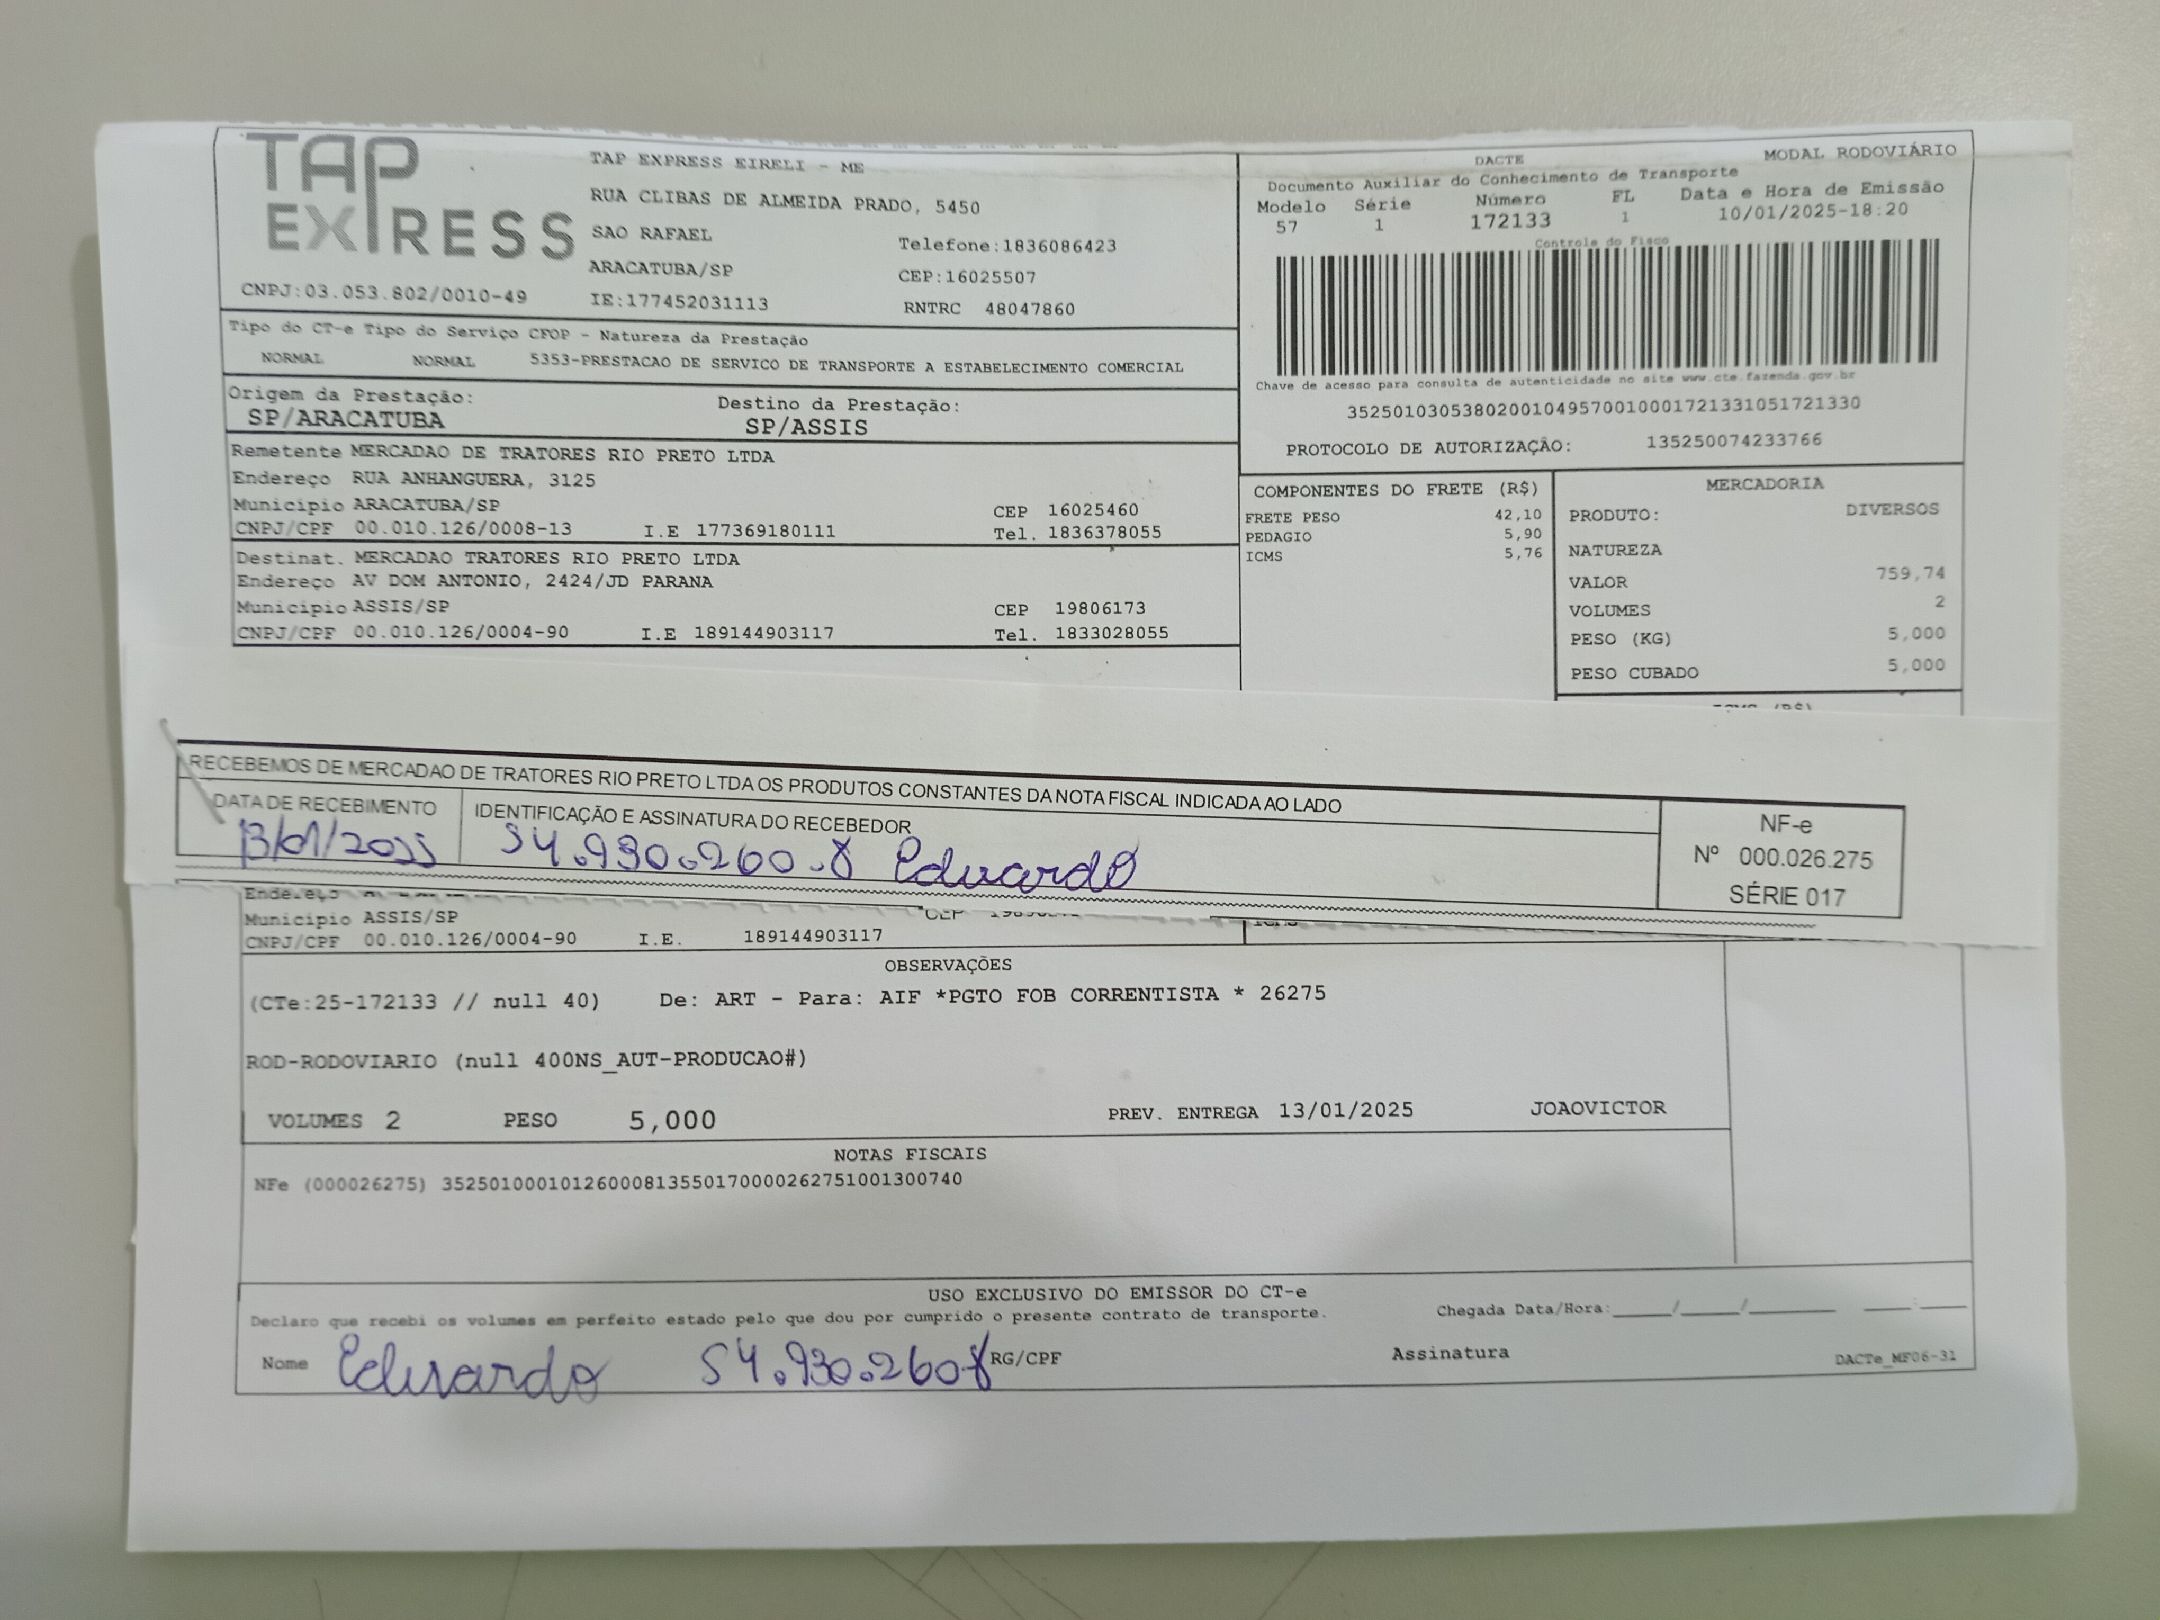 TAP EXPRESS
TAP EXPRESS EIRELI - ME
RUA CLIBAS DE ALMEIDA PRADO, 5450
SAO RAFAEL
Telefone:1836086423
ARACATUBA/SP
CEP:16025507
CNPJ:03.053.802/0010-49
IE:177452031113
RNTRC 48047860
DACTE
MODAL RODOVIÁRIO
Documento Auxiliar do Conhecimento de Transporte
Modelo Série Número FL Data e Hora de Emissão
57 1 172133 1 10/01/2025-18:20
Controle do Fisco
Chave de acesso para consulta de autenticidade no site www.cte.fazenda.gov.br
35250103053802001049570010001721331051721330
PROTOCOLO DE AUTORIZAÇÃO: 135250074233766
Tipo do CT-e Tipo do Serviço CFOP - Natureza da Prestação
NORMAL NORMAL 5353-PRESTACAO DE SERVICO DE TRANSPORTE A ESTABELECIMENTO COMERCIAL
Origem da Prestação: Destino da Prestação:
SP/ARACATUBA SP/ASSIS
Remetente MERCADAO DE TRATORES RIO PRETO LTDA
Endereço RUA ANHANGUERA, 3125
Municipio ARACATUBA/SP CEP 16025460
CNPJ/CPF 00.010.126/0008-13 I.E 177369180111 Tel. 1836378055
Destinat. MERCADAO TRATORES RIO PRETO LTDA
Endereço AV DOM ANTONIO, 2424/JD PARANA
Municipio ASSIS/SP CEP 19806173
CNPJ/CPF 00.010.126/0004-90 I.E 189144903117 Tel. 1833028055
COMPONENTES DO FRETE (R$)
FRETE PESO 42,10
PEDAGIO 5,90
ICMS 5,76
MERCADORIA
PRODUTO: DIVERSOS
NATUREZA
VALOR 759,74
VOLUMES 2
PESO (KG) 5,000
PESO CUBADO 5,000
RECEBEMOS DE MERCADAO DE TRATORES RIO PRETO LTDA OS PRODUTOS CONSTANTES DA NOTA FISCAL INDICADA AO LADO
DATA DE RECEBIMENTO
13/01/2025
IDENTIFICAÇÃO E ASSINATURA DO RECEBEDOR
54.930.260.8 Eduardo
NF-e
Nº 000.026.275
SÉRIE 017
Endereço
Municipio ASSIS/SP CEP
CNPJ/CPF 00.010.126/0004-90 I.E. 189144903117
OBSERVAÇÕES
(CTe:25-172133 // null 40) De: ART - Para: AIF *PGTO FOB CORRENTISTA * 26275
ROD-RODOVIARIO (null 400NS_AUT-PRODUCAO#)
VOLUMES 2 PESO 5,000 PREV. ENTREGA 13/01/2025 JOAOVICTOR
NOTAS FISCAIS
NFe (000026275) 35250100010126000813550170000262751001300740
USO EXCLUSIVO DO EMISSOR DO CT-e
Declaro que recebi os volumes em perfeito estado pelo que dou por cumprido o presente contrato de transporte.
Chegada Data/Hora:_____/_____/_______ ____:____
Nome Eduardo 54.930.260-8 RG/CPF Assinatura
DACTe_MF06-31